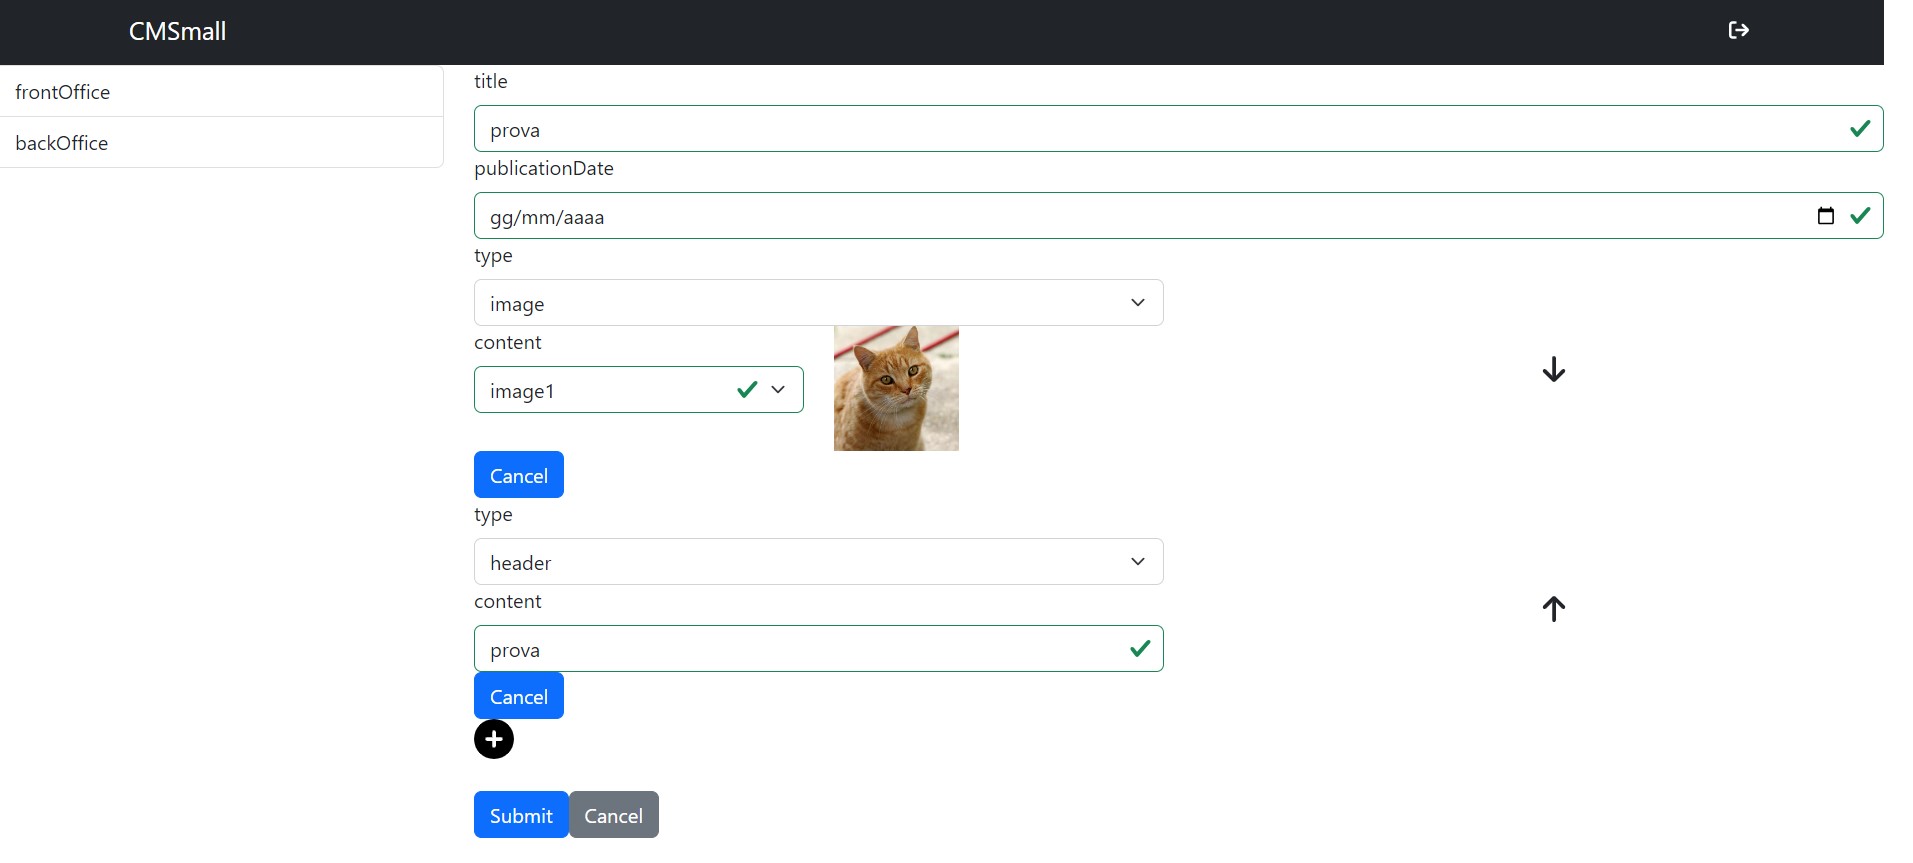 CMSmall
frontOffice
backOffice
title
prova
publicationDate
gg/mm/aaaa
type
image
content
image1
Cancel
type
header
content
prova
Cancel
Submit Cancel